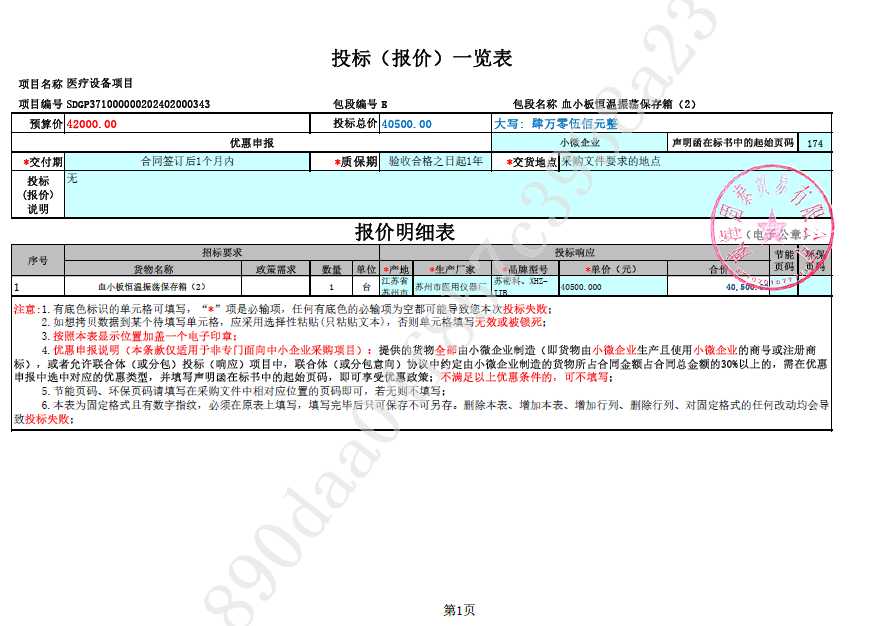 投标（报价）一览表
项目名称 医疗设备项目
项目编号 SDGP371000000202402000343 包段编号 E 包段名称 血小板恒温振荡保存箱（2）
预算价 42000.00 投标总价 40500.00 大写: 肆万零伍佰元整
优惠申报 小微企业 声明函在标书中的起始页码 174
*交付期 合同签订后1个月内 *质保期 验收合格之日起1年 *交货地点 采购文件要求的地点
投标
(报价)
说明
无
报价明细表
序号 招标要求 投标响应
货物名称 政策需求 数量 单位 *产地 *生产厂家 *品牌型号 *单价（元） 合价 节能页码 环保页码
1 血小板恒温振荡保存箱（2） 1 台 江苏省苏州市 苏州市医用仪器厂 苏密科、XHZ- 40500.000 40,500.
注意:1.有底色标识的单元格可填写，“*”项是必输项，任何有底色的必输项为空都可能导致您本次投标失败;
2.如想拷贝数据到某个待填写单元格，应采用选择性粘贴(只粘贴文本)，否则单元格填写无效或被锁死;
3.按照本表显示位置加盖一个电子印章;
4.优惠申报说明（本条款仅适用于非专门面向中小企业采购项目）: 提供的货物全部由小微企业制造（即货物由小微企业生产且使用小微企业的商号或注册商
标），或者允许联合体（或分包）投标（响应）项目中，联合体（或分包意向）协议中约定由小微企业制造的货物所占合同金额占合同总金额的30%以上的，需在优惠
申报中选中对应的优惠类型，并填写声明函在标书中的起始页码，即可享受优惠政策; 不满足以上优惠条件的，可不填写;
5.节能页码、环保页码请填写在采购文件中相对应位置的页码即可，若无则不填写;
6.本表为固定格式且有数字指纹，必须在原表上填写，填写完毕后只可保存不可另存。删除本表、增加本表、增加行列、删除行列、对固定格式的任何改动均会导
致投标失败;
（电子公章）
第1页